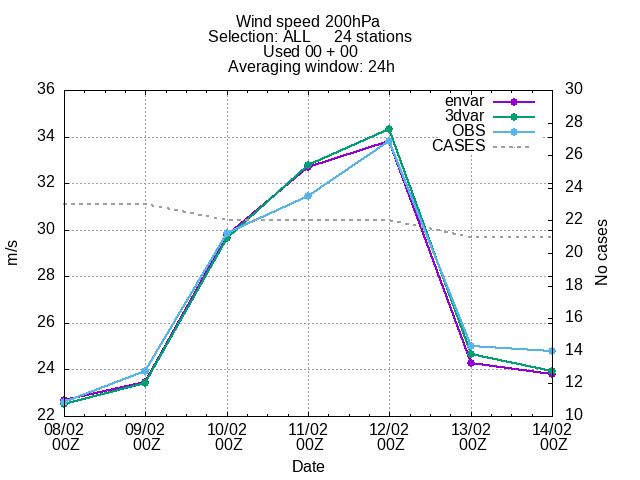 Wind speed 200hPa
Selection: ALL     24 stations
Used 00 + 00
Averaging window: 24h
36
34
32
30
28
26
24
22
m/s
30
28
26
24
22
20
18
16
14
12
10
No cases
envar
3dvar
OBS
CASES
08/02 09/02 10/02 11/02 12/02 13/02 14/02
00Z 00Z 00Z 00Z 00Z 00Z 00Z
Date